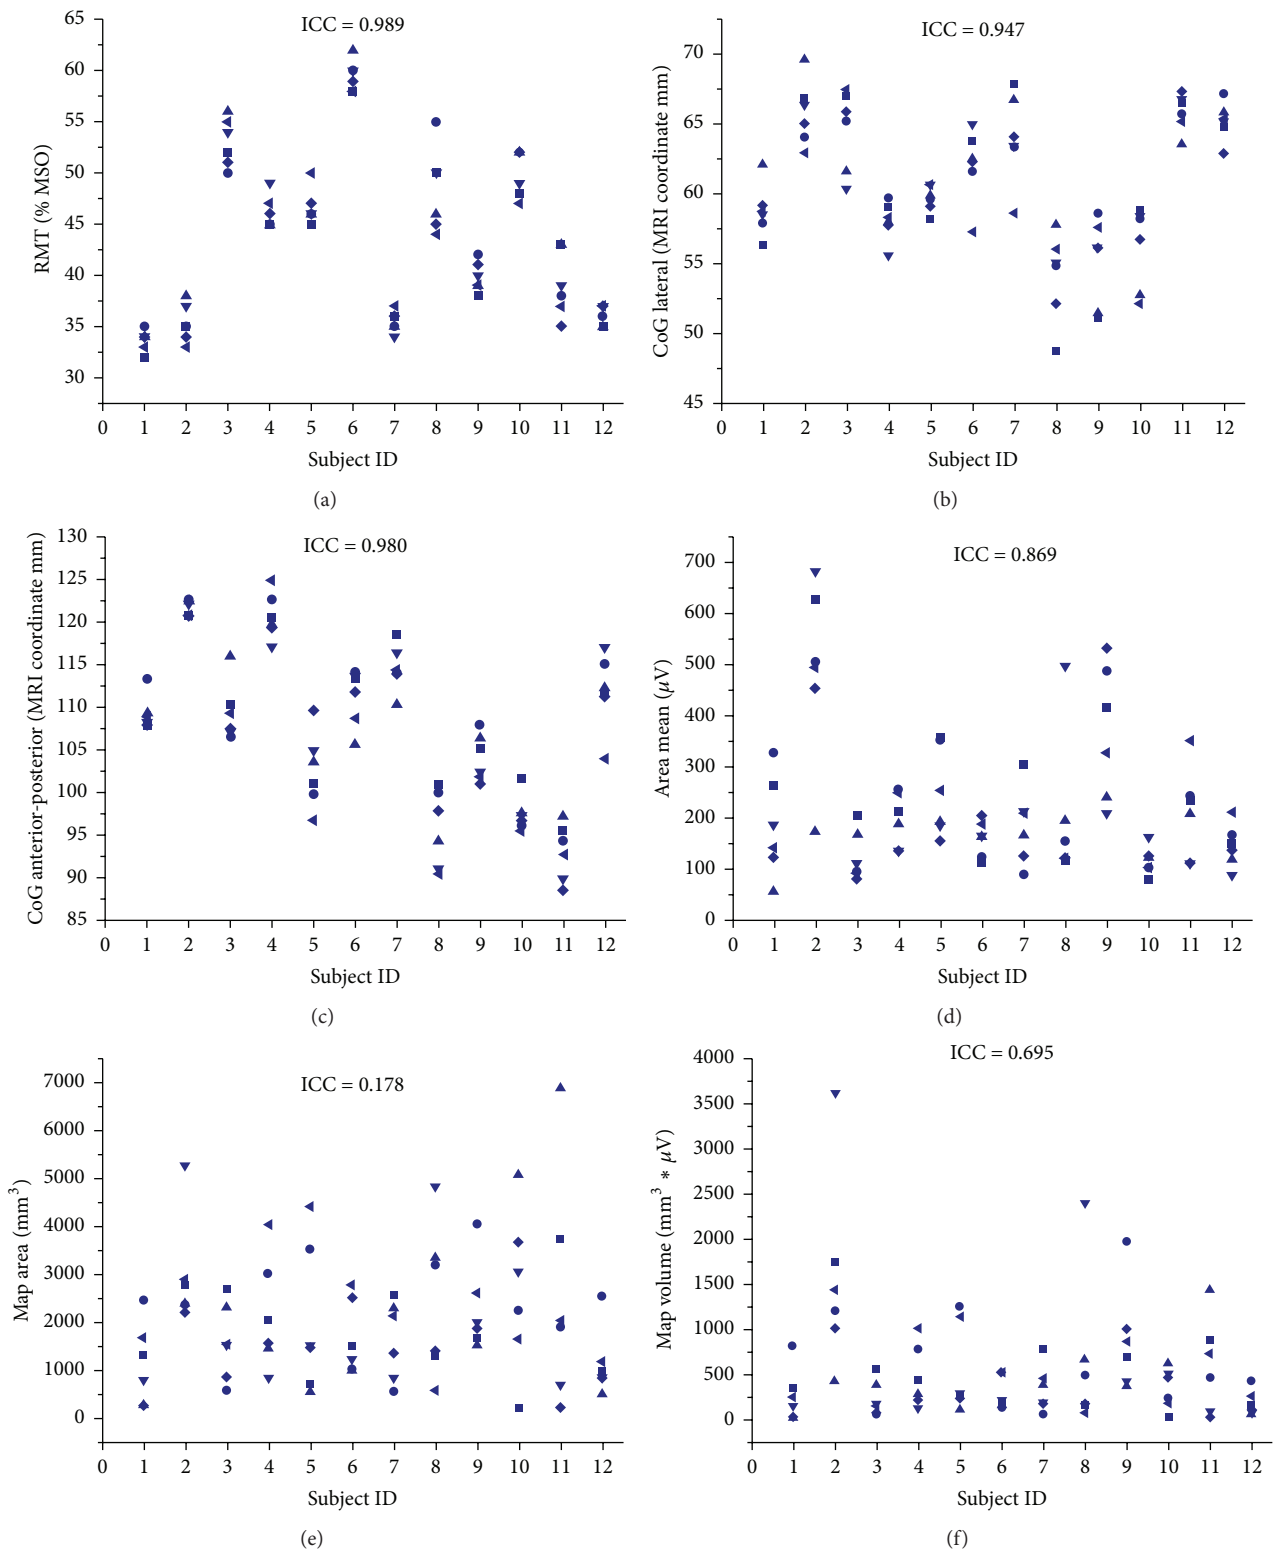 ICC = 0.989
RMT (% MSO)
65
60
55
50
45
40
35
30
0 1 2 3 4 5 6 7 8 9 10 11 12
Subject ID
(a)
ICC = 0.947
CoG lateral (MRI coordinate mm)
70
65
60
55
50
45
0 1 2 3 4 5 6 7 8 9 10 11 12
Subject ID
(b)
ICC = 0.980
CoG anterior-posterior (MRI coordinate mm)
130
125
120
115
110
105
100
95
90
85
0 1 2 3 4 5 6 7 8 9 10 11 12
Subject ID
(c)
ICC = 0.869
Area mean (μV)
700
600
500
400
300
200
100
0
0 1 2 3 4 5 6 7 8 9 10 11 12
Subject ID
(d)
ICC = 0.178
Map area (mm³)
7000
6000
5000
4000
3000
2000
1000
0
0 1 2 3 4 5 6 7 8 9 10 11 12
Subject ID
(e)
ICC = 0.695
Map volume (mm³ ∗ μV)
4000
3500
3000
2500
2000
1500
1000
500
0
0 1 2 3 4 5 6 7 8 9 10 11 12
Subject ID
(f)